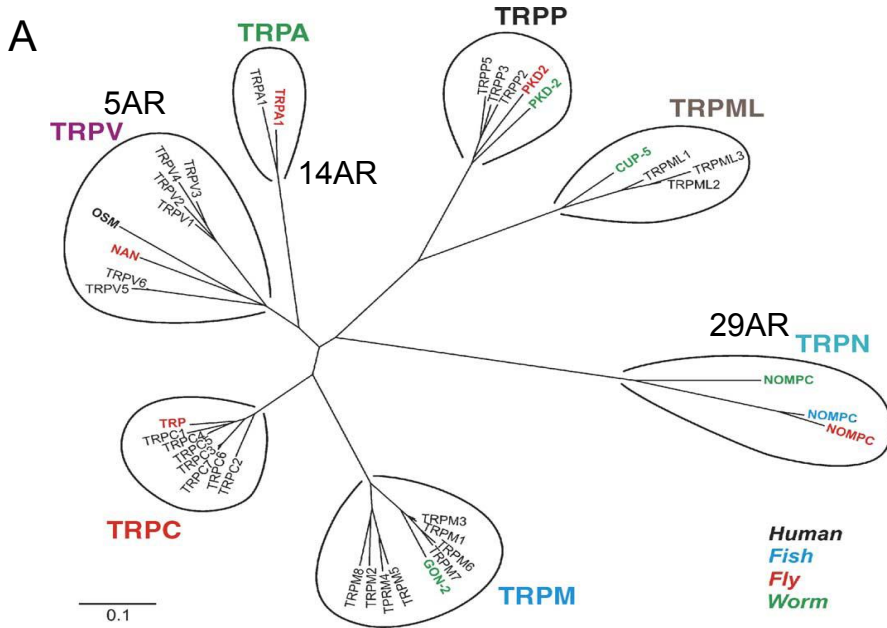 A
TRPA
TRPA1
TRPA1
14AR
TRPP
TRPP5
TRPP3
TRPP2
PKD2
PKD-2
TRPML
CUP-5
TRPML1
TRPML3
TRPML2
5AR
TRPV
TRPV4
TRPV3
TRPV2
TRPV1
OSM
NAN
TRPV6
TRPV5
29AR
TRPN
NOMPC
NOMPC
NOMPC
TRP
TRPC1
TRPC4
TRPC5
TRPC3
TRPC7
TRPC6
TRPC2
TRPC
TRPM3
TRPM1
TRPM6
TRPM7
GON-2
TRPM5
TPRM4
TRPM2
TRPM8
TRPM
Human
Fish
Fly
Worm
0.1